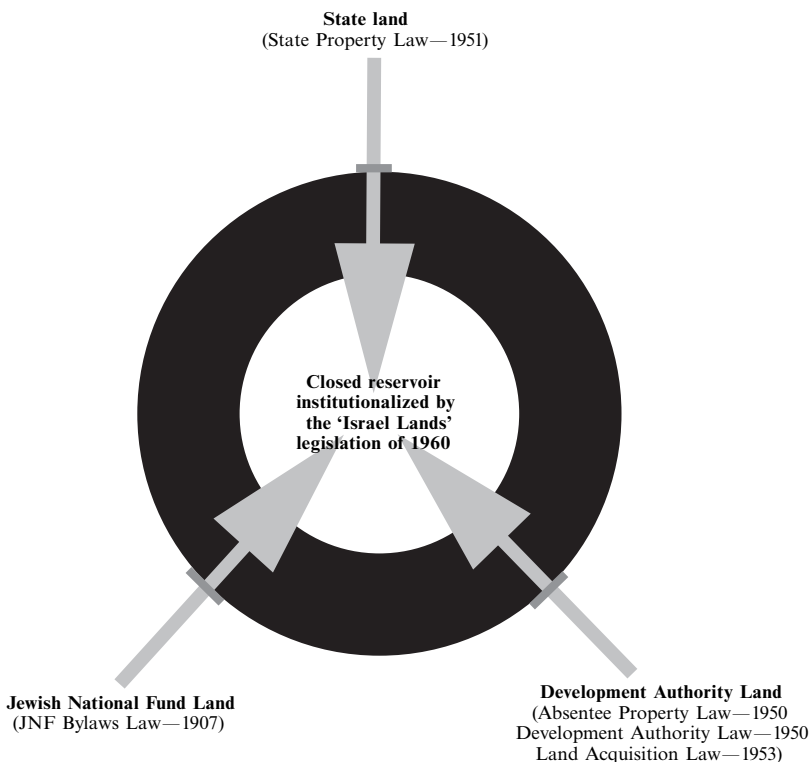 State land
(State Property Law—1951)
Closed reservoir
institutionalized by
the ‘Israel Lands’
legislation of 1960
Jewish National Fund Land
(JNF Bylaws Law—1907)
Development Authority Land
(Absentee Property Law—1950
Development Authority Law—1950
Land Acquisition Law—1953)